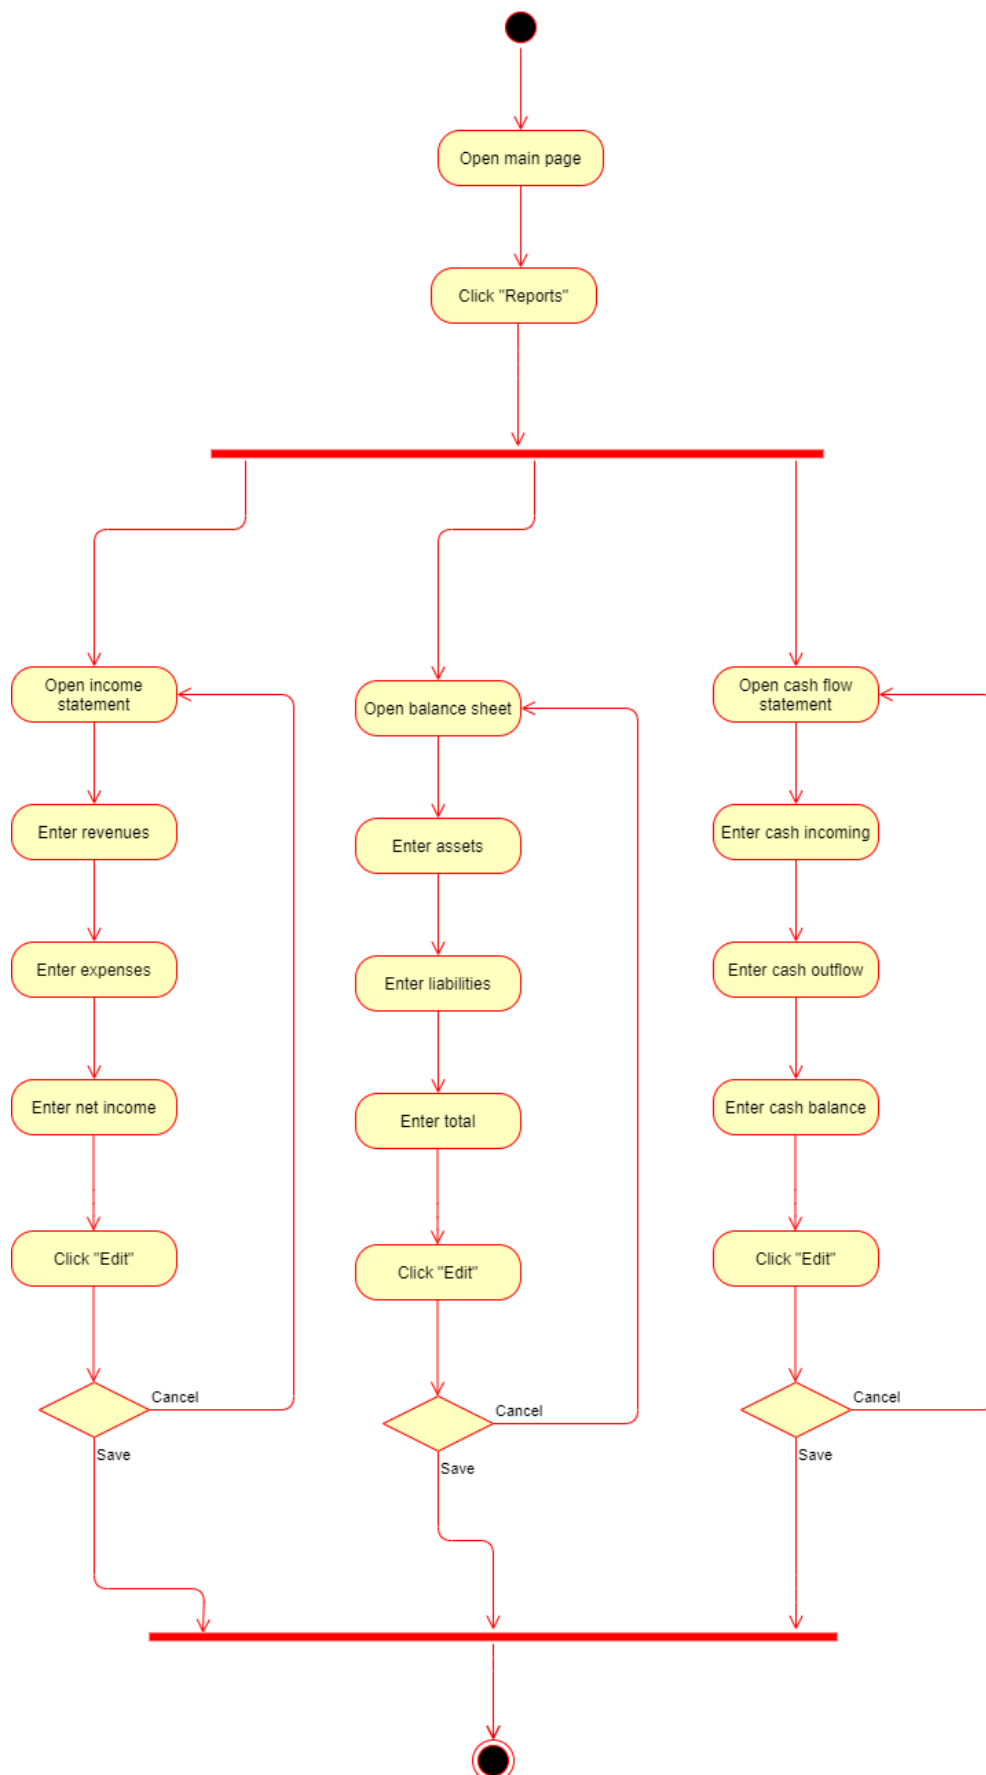 Open main page
Click "Reports"
Open income
statement
Open balance sheet
Open cash flow
statement
Enter revenues
Enter assets
Enter cash incoming
Enter expenses
Enter liabilities
Enter cash outflow
Enter net income
Enter total
Enter cash balance
Click "Edit"
Click "Edit"
Click "Edit"
Cancel
Cancel
Cancel
Save
Save
Save